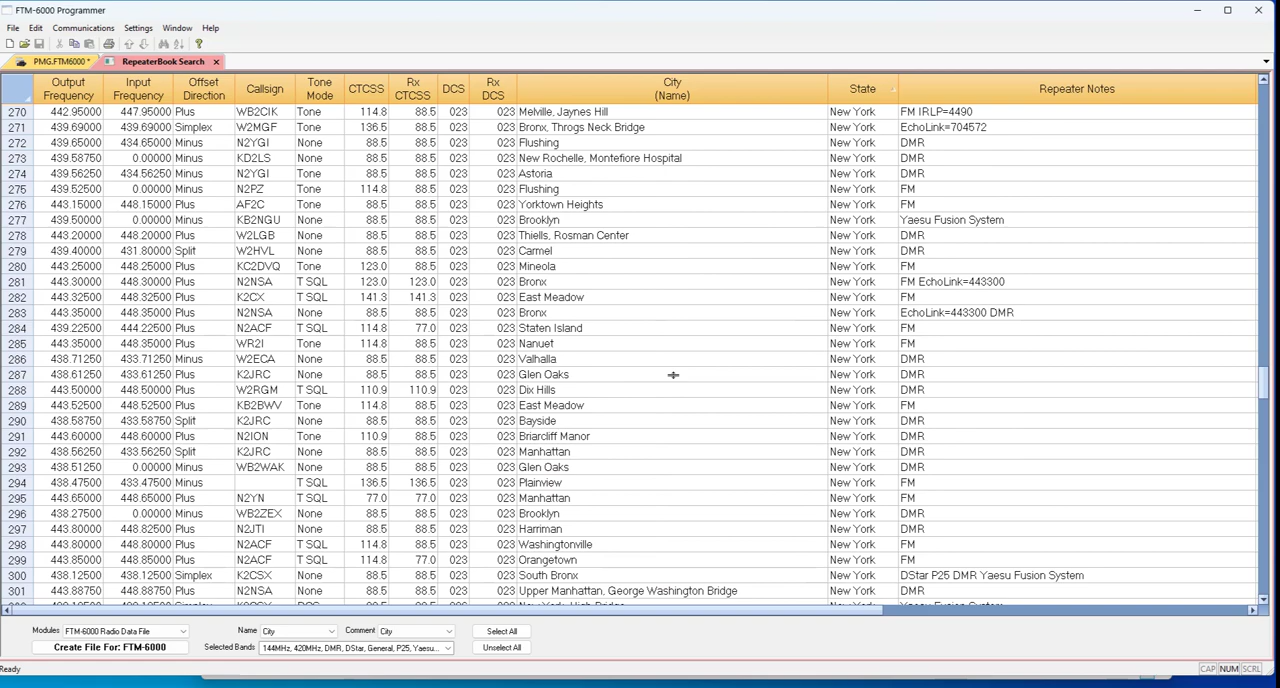 FTM-6000 Programmer
File Edit Communications Settings Window Help
PMG.FTM6000 * RepeaterBook Search
Output Frequency Input Frequency Offset Direction Callsign Tone Mode CTCSS Rx CTCSS DCS Rx DCS City (Name) State Repeater Notes
270 442.95000 447.95000 Plus WB2CIK Tone 114.8 88.5 023 023 Melville, Jaynes Hill New York FM IRLP=4490
271 439.69000 439.69000 Simplex W2MGF Tone 136.5 88.5 023 023 Bronx, Throgs Neck Bridge New York EchoLink=704572
272 439.65000 434.65000 Minus N2YGI None 88.5 88.5 023 023 Flushing New York DMR
273 439.58750 0.00000 Minus KD2LS None 88.5 88.5 023 023 New Rochelle, Montefiore Hospital New York DMR
274 439.56250 434.56250 Minus N2YGI None 88.5 88.5 023 023 Astoria New York DMR
275 439.52500 0.00000 Minus N2PZ Tone 114.8 88.5 023 023 Flushing New York FM
276 443.15000 448.15000 Plus AF2C Tone 88.5 88.5 023 023 Yorktown Heights New York FM
277 439.50000 0.00000 Minus KB2NGU None 88.5 88.5 023 023 Brooklyn New York Yaesu Fusion System
278 443.20000 448.20000 Plus W2LGB None 88.5 88.5 023 023 Thiells, Rosman Center New York DMR
279 439.40000 431.80000 Split W2HVL None 88.5 88.5 023 023 Carmel New York DMR
280 443.25000 448.25000 Plus KC2DVQ Tone 123.0 88.5 023 023 Mineola New York FM
281 443.30000 448.30000 Plus N2NSA T SQL 123.0 123.0 023 023 Bronx New York FM EchoLink=443300
282 443.32500 448.32500 Plus K2CX T SQL 141.3 141.3 023 023 East Meadow New York FM
283 443.35000 448.35000 Plus N2NSA None 88.5 88.5 023 023 Bronx New York EchoLink=443300 DMR
284 439.22500 444.22500 Plus N2ACF T SQL 114.8 77.0 023 023 Staten Island New York FM
285 443.35000 448.35000 Plus WR2I Tone 114.8 88.5 023 023 Nanuet New York FM
286 438.71250 433.71250 Minus W2ECA None 88.5 88.5 023 023 Valhalla New York DMR
287 438.61250 433.61250 Plus K2JRC None 88.5 88.5 023 023 Glen Oaks New York DMR
288 443.50000 448.50000 Plus W2RGM T SQL 110.9 110.9 023 023 Dix Hills New York DMR
289 443.52500 448.52500 Plus KB2BWV Tone 114.8 88.5 023 023 East Meadow New York FM
290 438.58750 433.58750 Split K2JRC None 88.5 88.5 023 023 Bayside New York DMR
291 443.60000 448.60000 Plus N2ION Tone 110.9 88.5 023 023 Briarcliff Manor New York DMR
292 438.56250 433.56250 Split K2JRC None 88.5 88.5 023 023 Manhattan New York DMR
293 438.51250 0.00000 Minus WB2WAK None 88.5 88.5 023 023 Glen Oaks New York DMR
294 438.47500 433.47500 Minus T SQL 136.5 136.5 023 023 Plainview New York FM
295 443.65000 448.65000 Plus N2YN T SQL 77.0 77.0 023 023 Manhattan New York FM
296 438.27500 0.00000 Minus WB2ZEX None 88.5 88.5 023 023 Brooklyn New York DMR
297 443.80000 448.82500 Plus N2JTI None 88.5 88.5 023 023 Harriman New York DMR
298 443.80000 448.80000 Plus N2ACF T SQL 114.8 88.5 023 023 Washingtonville New York FM
299 443.85000 448.85000 Plus N2ACF T SQL 114.8 77.0 023 023 Orangetown New York FM
300 438.12500 438.12500 Simplex K2CSX None 88.5 88.5 023 023 South Bronx New York DStar P25 DMR Yaesu Fusion System
301 443.88750 448.88750 Plus N2NSA None 88.5 88.5 023 023 Upper Manhattan, George Washington Bridge New York DMR
Modules FTM-6000 Radio Data File Name City Comment City Select All
Create File For: FTM-6000 Selected Bands 144MHz, 420MHz, DMR, DStar, General, P25, Yaesu... Unselect All
Ready CAP NUM SCRL